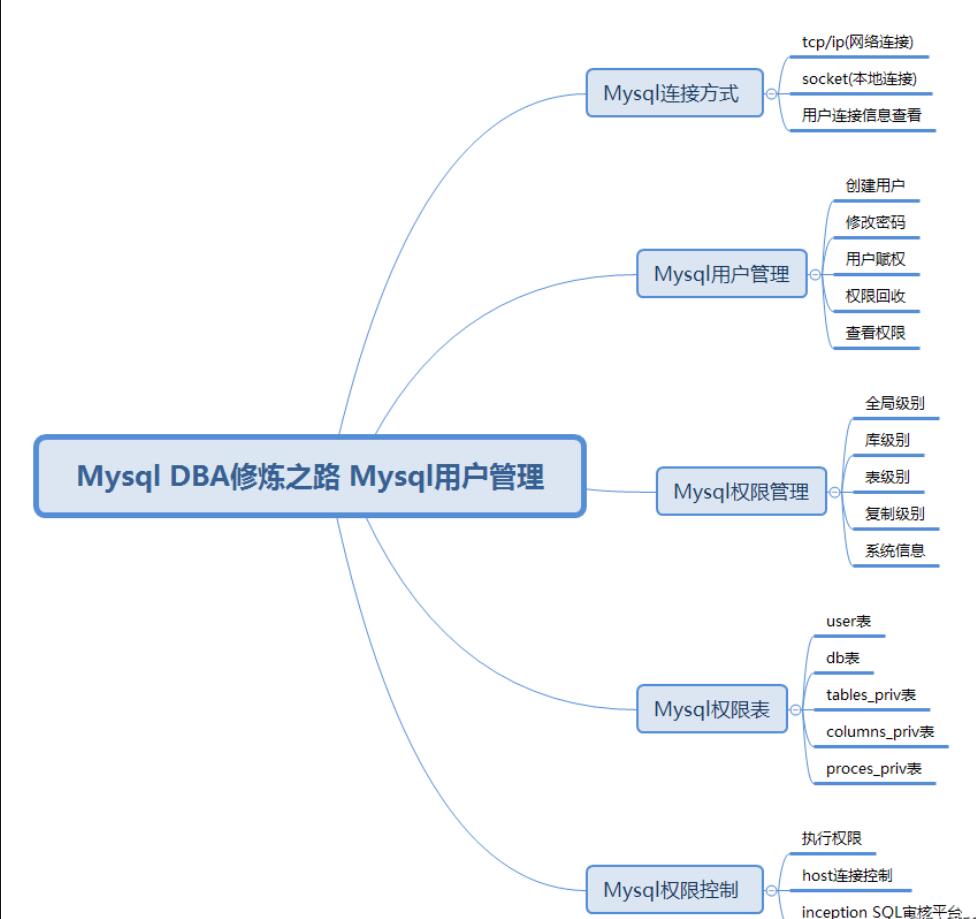 Mysql DBA修炼之路 Mysql用户管理
Mysql连接方式
tcp/ip(网络连接)
socket(本地连接)
用户连接信息查看
Mysql用户管理
创建用户
修改密码
用户赋权
权限回收
查看权限
Mysql权限管理
全局级别
库级别
表级别
复制级别
系统信息
Mysql权限表
user表
db表
tables_priv表
columns_priv表
proces_priv表
Mysql权限控制
执行权限
host连接控制
inception SQL审核平台